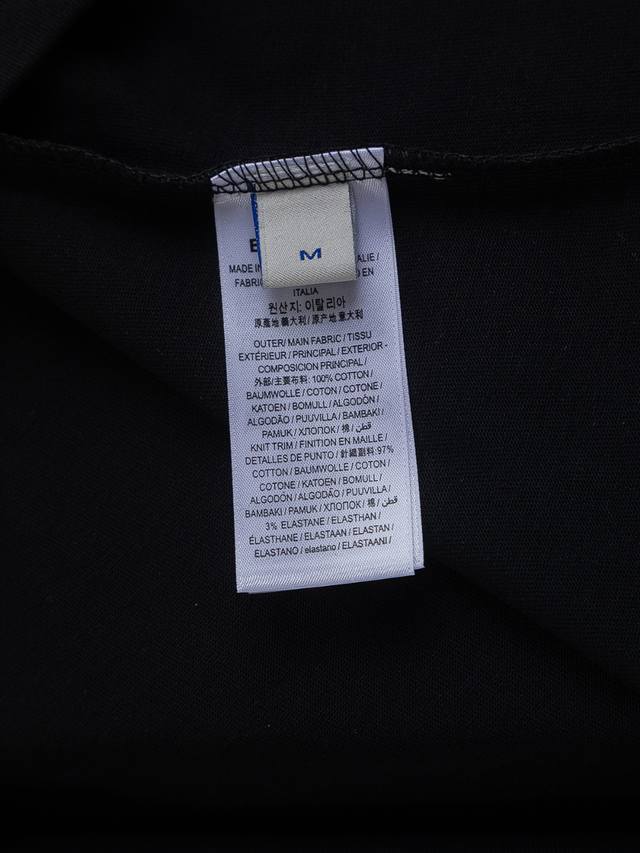 M
E
MADE IN ALIE /
FABRI EN
ITALIA
원산지: 이탈리아
原產地 義大利 / 原产地 意大利
OUTER/ MAIN FABRIC / TISSU
EXTÉRIEUR / PRINCIPAL / EXTERIOR -
COMPOSICION PRINCIPAL /
外部/主要布料: 100% COTTON /
BAUMWOLLE / COTON / COTONE /
KATOEN / BOMULL / ALGODÓN /
ALGODÃO / PUUVILLA / BAMBAKI /
PAMUK / ХЛОПОК / 棉 / قطن /
KNIT TRIM / FINITION EN MAILLE /
DETALLES DE PUNTO / 針織副料: 97%
COTTON / BAUMWOLLE / COTON /
COTONE / KATOEN / BOMULL /
ALGODÓN / ALGODÃO / PUUVILLA /
BAMBAKI / PAMUK / ХЛОПОК / 棉 / قطن /
3% ELASTANE / ELASTHAN /
ÉLASTHANE / ELASTAAN / ELASTAN /
ELASTANO / elastano / ELASTAANI /